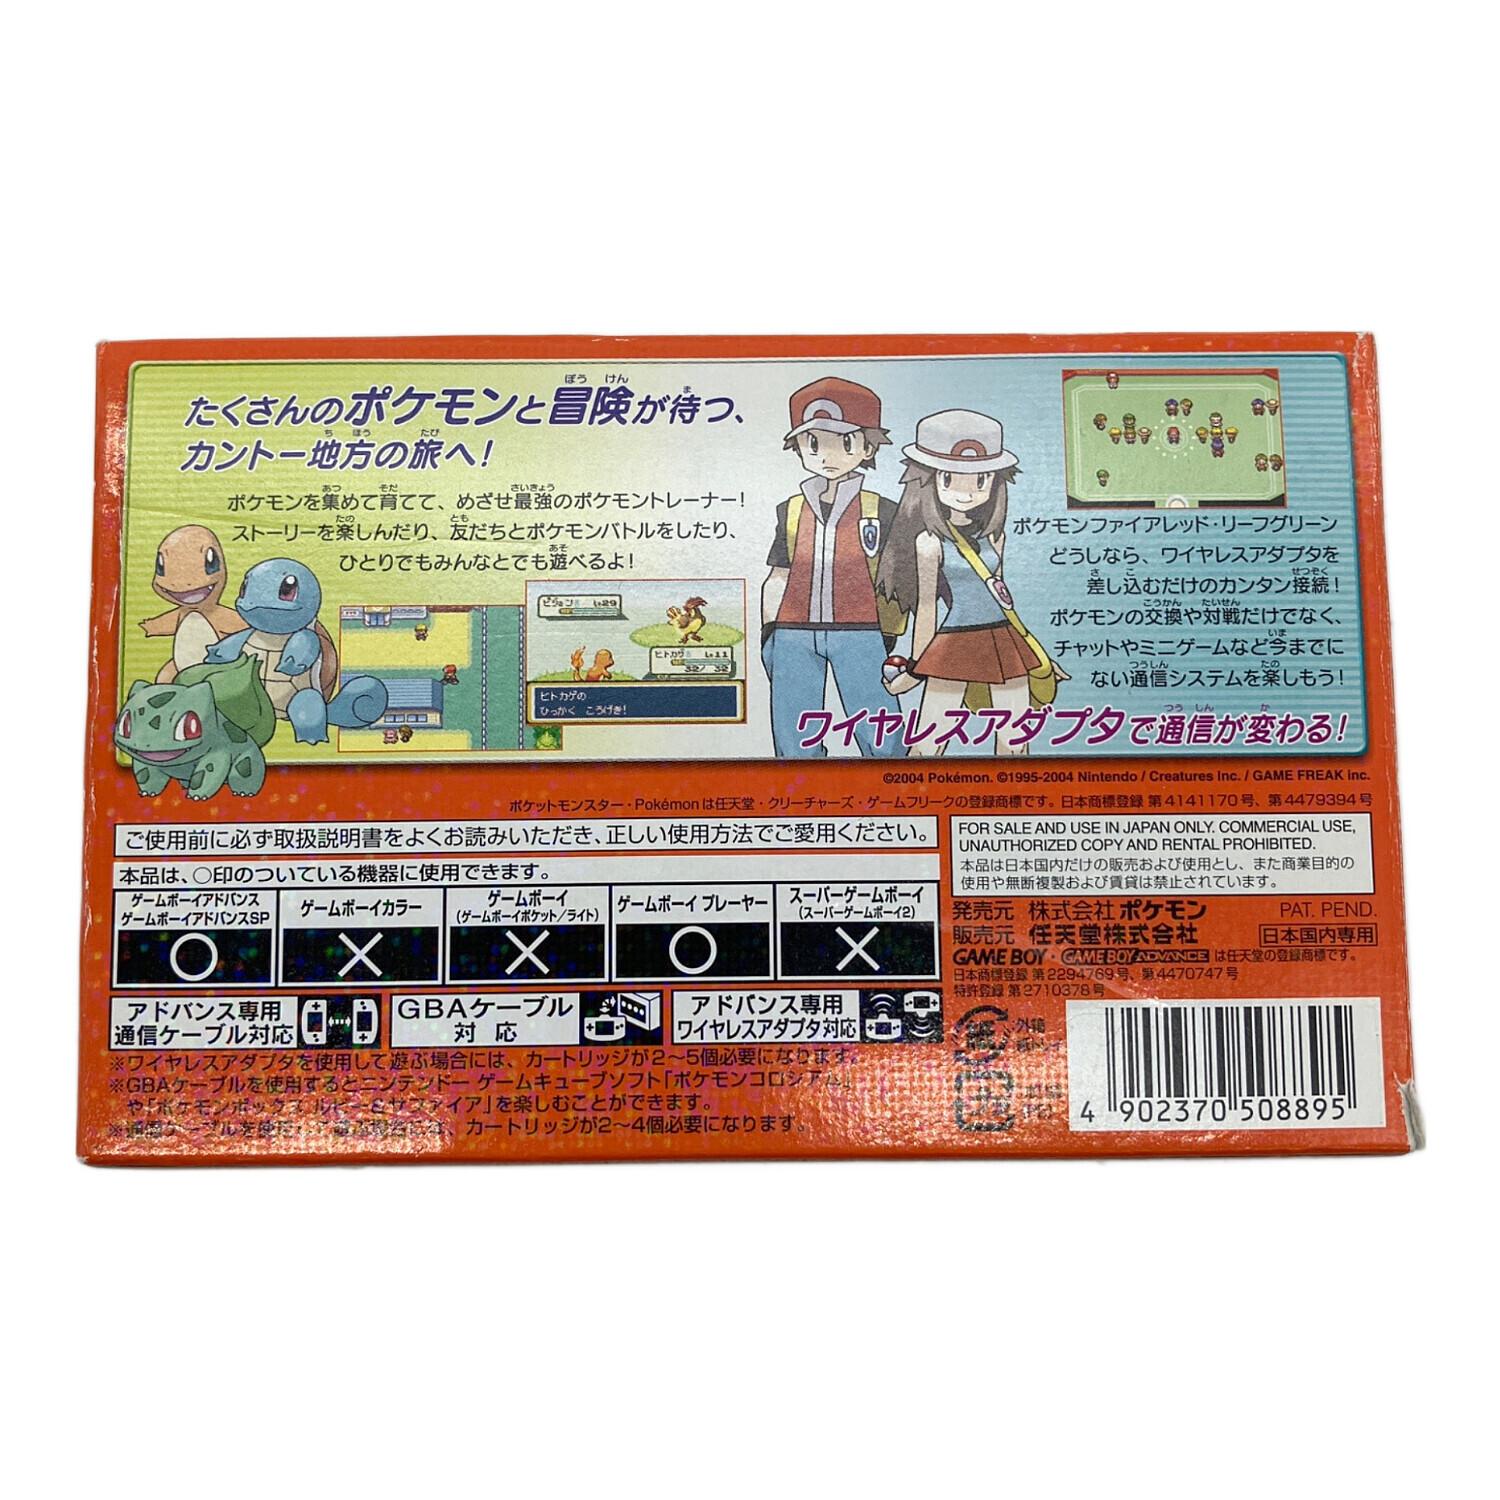 たくさんのポケモンと冒険が待つ、
カントー地方の旅へ!
ポケモンを集めて育てて、めざせ最強のポケモントレーナー!
ストーリーを楽しんだり、友だちとポケモンバトルをしたり、
ひとりでもみんなとでも遊べるよ!
ピジョン Lv29
ヒトカゲ Lv11
32/ 32
ヒトカゲの
ひっかく こうげき!
ポケモンファイアレッド・リーフグリーン
どうしなら、ワイヤレスアダプタを
差し込むだけのカンタン接続!
ポケモンの交換や対戦だけでなく、
チャットやミニゲームなど今までに
ない通信システムを楽しもう!
ワイヤレスアダプタで通信が変わる!
©2004 Pokémon. ©1995-2004 Nintendo / Creatures Inc. / GAME FREAK inc.
ポケットモンスター・Pokémonは任天堂・クリーチャーズ・ゲームフリークの登録商標です。日本商標登録 第4141170号、第4479394号
ご使用前に必ず取扱説明書をよくお読みいただき、正しい使用方法でご愛用ください。
本品は、○印のついている機器に使用できます。
ゲームボーイアドバンス
ゲームボーイアドバンスSP
ゲームボーイカラー
ゲームボーイ
(ゲームボーイポケット/ライト)
ゲームボーイ プレーヤー
スーパーゲームボーイ
(スーパーゲームボーイ2)
○ × × ○ ×
アドバンス専用
通信ケーブル対応
GBAケーブル
対応
アドバンス専用
ワイヤレスアダプタ対応
※ワイヤレスアダプタを使用して遊ぶ場合には、カートリッジが2〜5個必要になります。
※GBAケーブルを使用するとニンテンドー ゲームキューブソフト「ポケモンコロシアム」
や「ポケモンボックス ルビー&サファイア」を楽しむことができます。
※通信ケーブルを使用して遊ぶ場合には、カートリッジが2〜4個必要になります。
FOR SALE AND USE IN JAPAN ONLY. COMMERCIAL USE,
UNAUTHORIZED COPY AND RENTAL PROHIBITED.
本品は日本国内だけの販売および使用とし、また商業目的の
使用や無断複製および賃貸は禁止されています。
発売元 株式会社ポケモン PAT. PEND.
販売元 任天堂株式会社 日本国内専用
GAME BOY・GAME BOY ADVANCE は任天堂の登録商標です。
日本商標登録 第2294769号、第4470747号
特許登録 第2710378号
紙 外箱
4 902370 508895